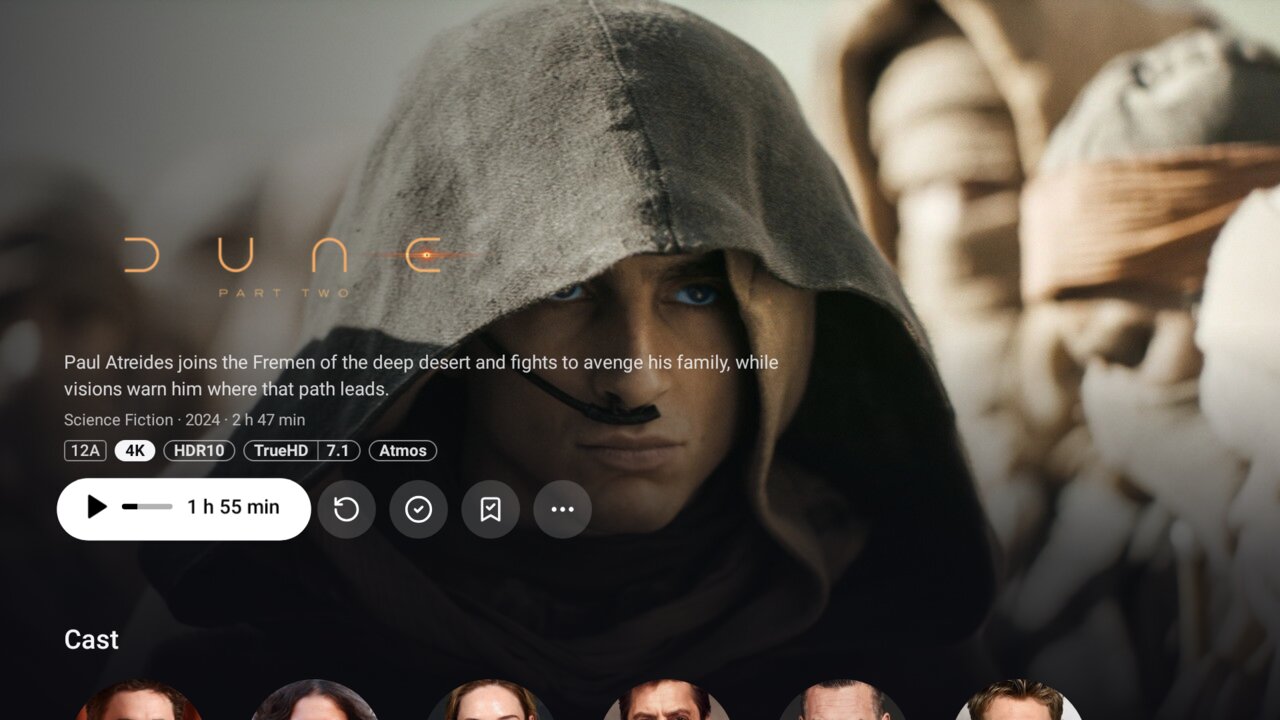 DUNE
PART TWO
Paul Atreides joins the Fremen of the deep desert and fights to avenge his family, while
visions warn him where that path leads.
Science Fiction · 2024 · 2 h 47 min
12A 4K HDR10 TrueHD 7.1 Atmos
1 h 55 min
Cast